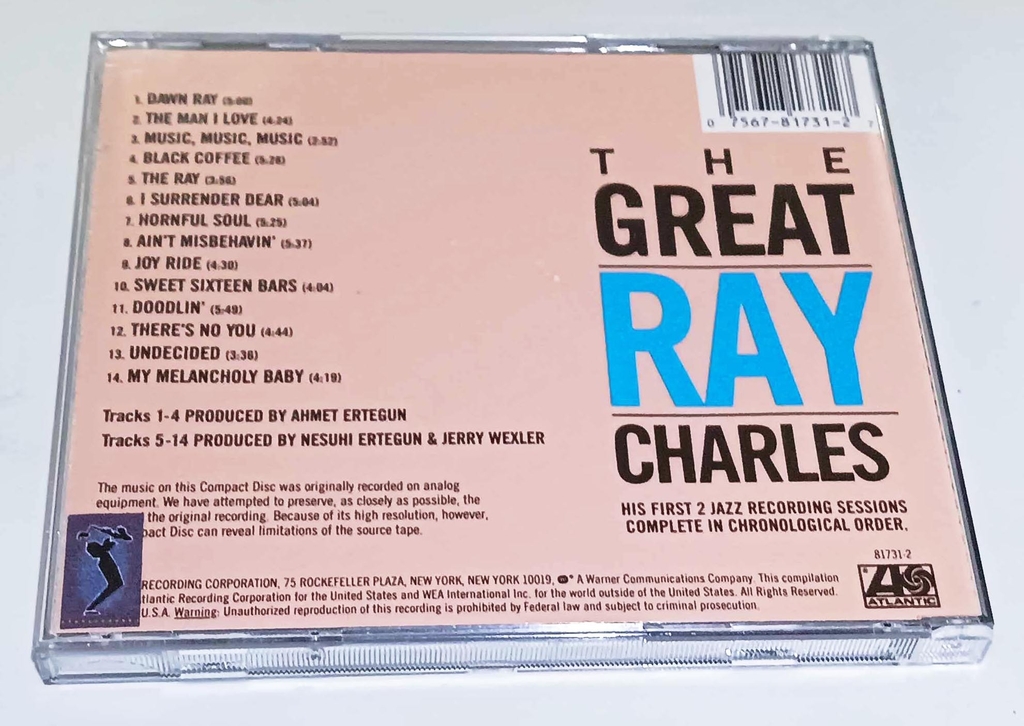 1. DAWN RAY (5:00)
2. THE MAN I LOVE (4:24)
3. MUSIC, MUSIC, MUSIC (2:52)
4. BLACK COFFEE (5:28)
5. THE RAY (3:56)
6. I SURRENDER DEAR (5:04)
7. HORNFUL SOUL (5:25)
8. AIN'T MISBEHAVIN' (5:37)
9. JOY RIDE (4:30)
10. SWEET SIXTEEN BARS (4:04)
11. DOODLIN' (5:49)
12. THERE'S NO YOU (4:44)
13. UNDECIDED (3:36)
14. MY MELANCHOLY BABY (4:19)
Tracks 1-4 PRODUCED BY AHMET ERTEGUN
Tracks 5-14 PRODUCED BY NESUHI ERTEGUN & JERRY WEXLER
The music on this Compact Disc was originally recorded on analog
equipment. We have attempted to preserve, as closely as possible, the
the original recording. Because of its high resolution, however,
pact Disc can reveal limitations of the source tape.
0 7567-81731-2 7
THE
GREAT
RAY
CHARLES
HIS FIRST 2 JAZZ RECORDING SESSIONS
COMPLETE IN CHRONOLOGICAL ORDER.
81731-2
ATLANTIC
RECORDING CORPORATION, 75 ROCKEFELLER PLAZA, NEW YORK, NEW YORK 10019, ® A Warner Communications Company. This compilation
tlantic Recording Corporation for the United States and WEA International Inc. for the world outside of the United States. All Rights Reserved.
U.S.A. Warning: Unauthorized reproduction of this recording is prohibited by Federal law and subject to criminal prosecution.